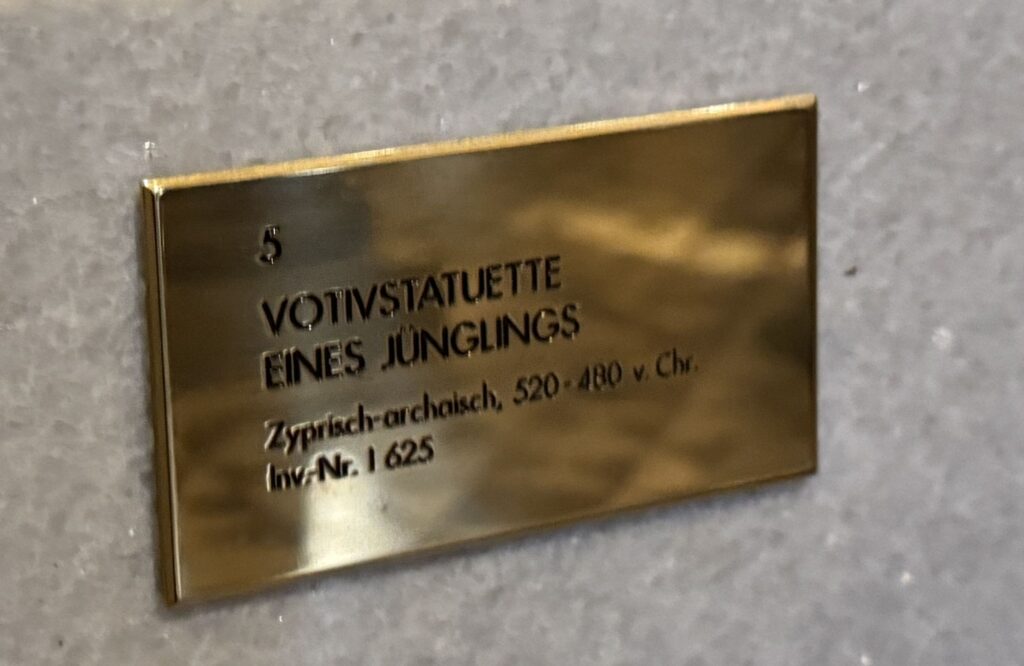 5
VOTIVSTATUETTE
EINES JÜNGLINGS
Zyprisch-archaisch, 520-480 v. Chr.
Inv.-Nr. I 625